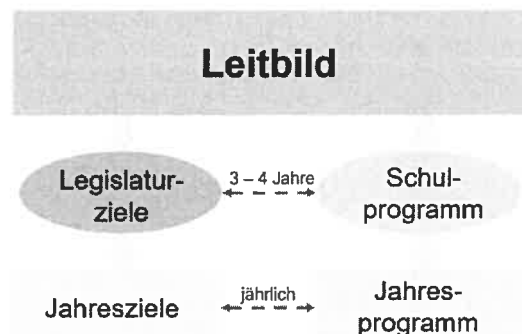 Leitbild
Legislatur-
ziele
3 – 4 Jahre
Schul-
programm
Jahresziele
jährlich
Jahres-
programm